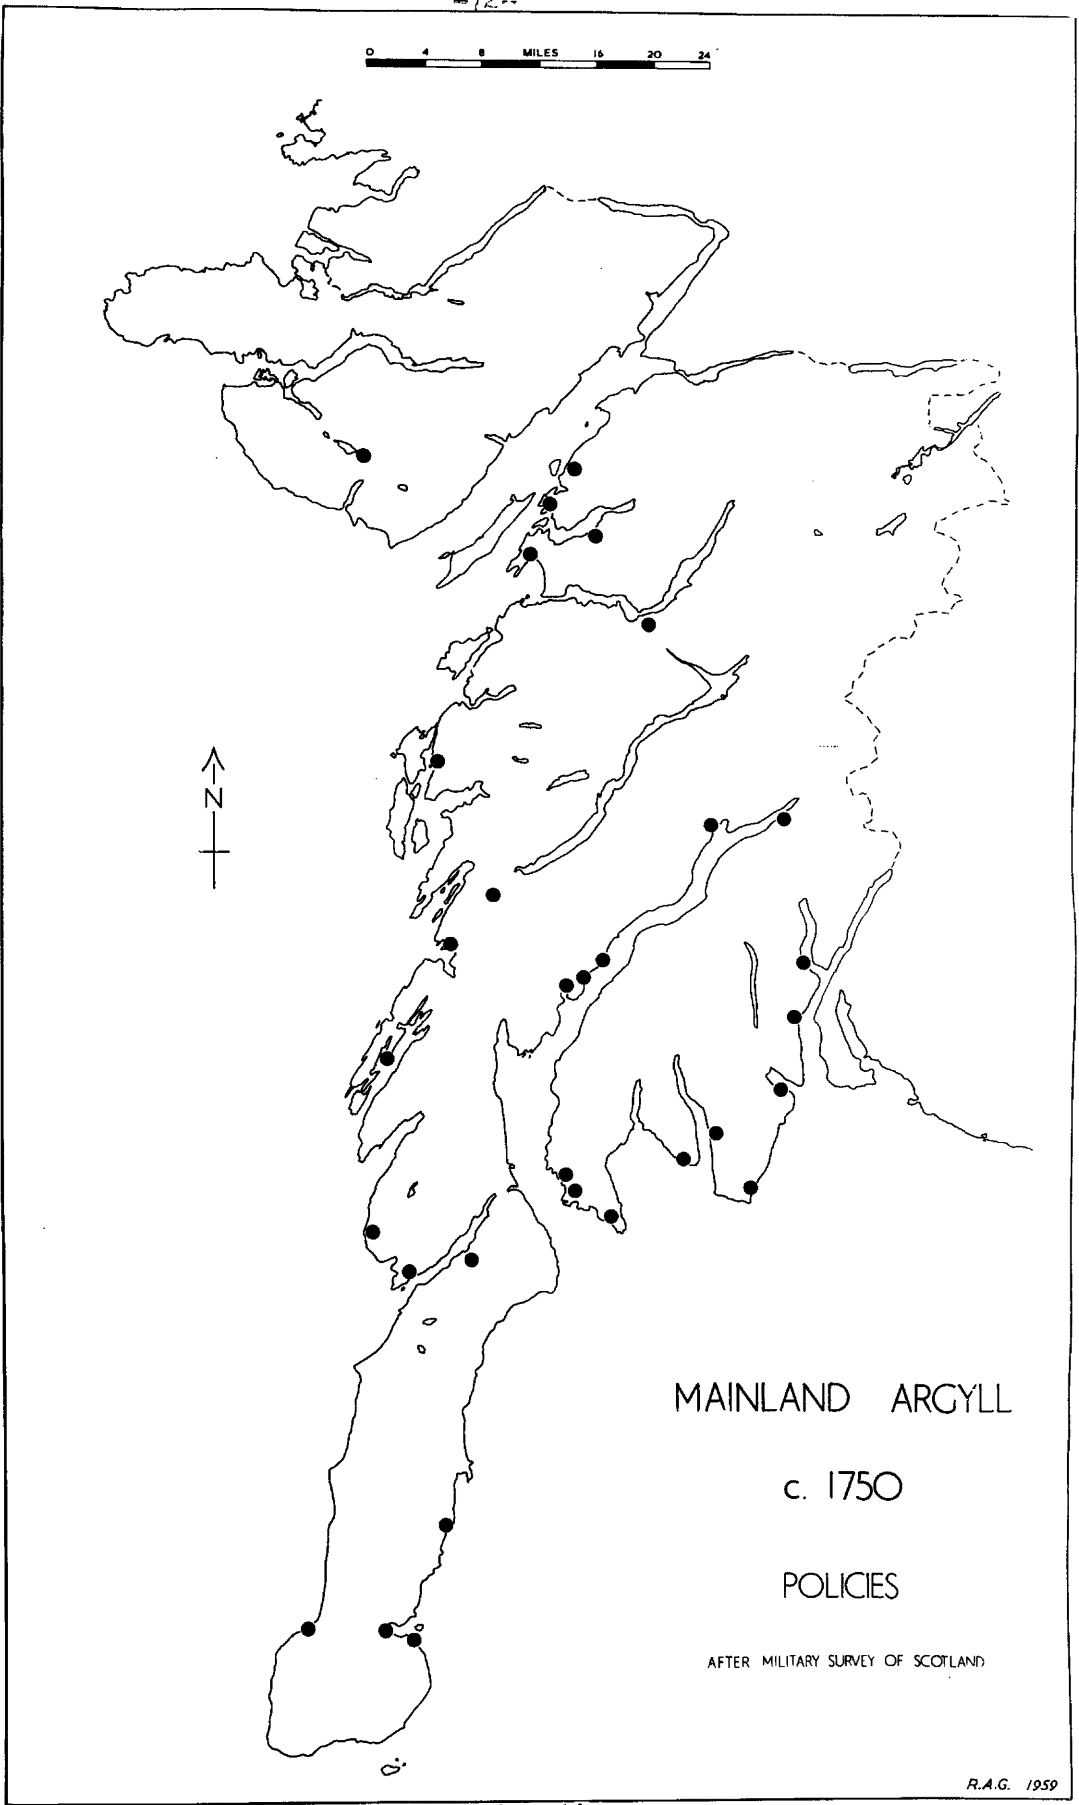 0 4 8 MILES 16 20 24
N
MAINLAND ARGYLL
c. 1750
POLICIES
AFTER MILITARY SURVEY OF SCOTLAND
R.A.G. 1959